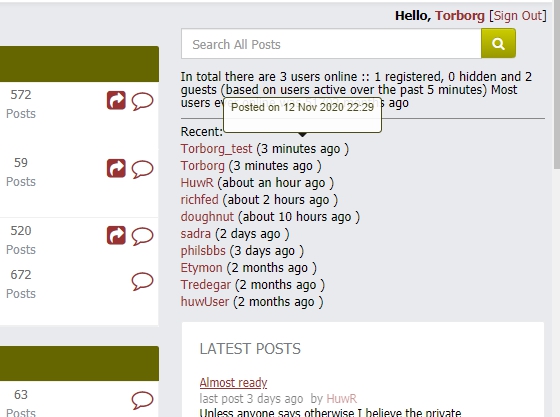 Hello, Torborg [Sign Out]
Search All Posts
In total there are 3 users online :: 1 registered, 0 hidden and 2
guests (based on users active over the past 5 minutes) Most
users ago
Posted on 12 Nov 2020 22:29
Recent:
Torborg_test (3 minutes ago )
Torborg (3 minutes ago )
HuwR (about an hour ago )
richfed (about 2 hours ago )
doughnut (about 10 hours ago )
sadra (2 days ago )
philsbbs (3 days ago )
Etymon (2 months ago )
Tredegar (2 months ago )
huwUser (2 months ago )
572
Posts
59
Posts
520
Posts
672
Posts
63
Posts
LATEST POSTS
Almost ready
last post 3 days ago by HuwR
Unless anyone says otherwise I believe the private